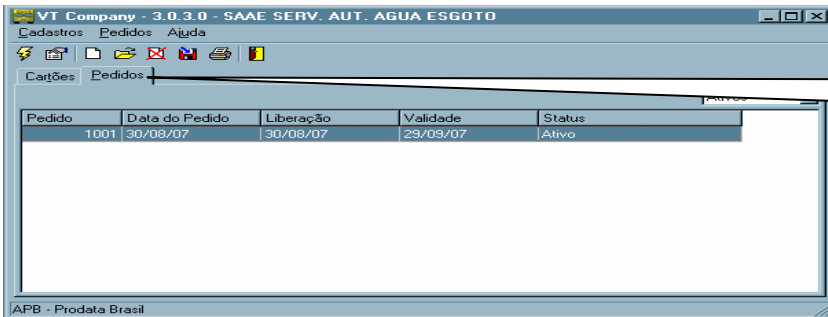 VT Company - 3.0.3.0 - SAAE SERV. AUT. AGUA ESGOTO
Cadastros Pedidos Ajuda
Cartões Pedidos
Pedido Data do Pedido Liberação Validade Status
1001 30/08/07 30/08/07 29/09/07 Ativo
APB - Prodata Brasil